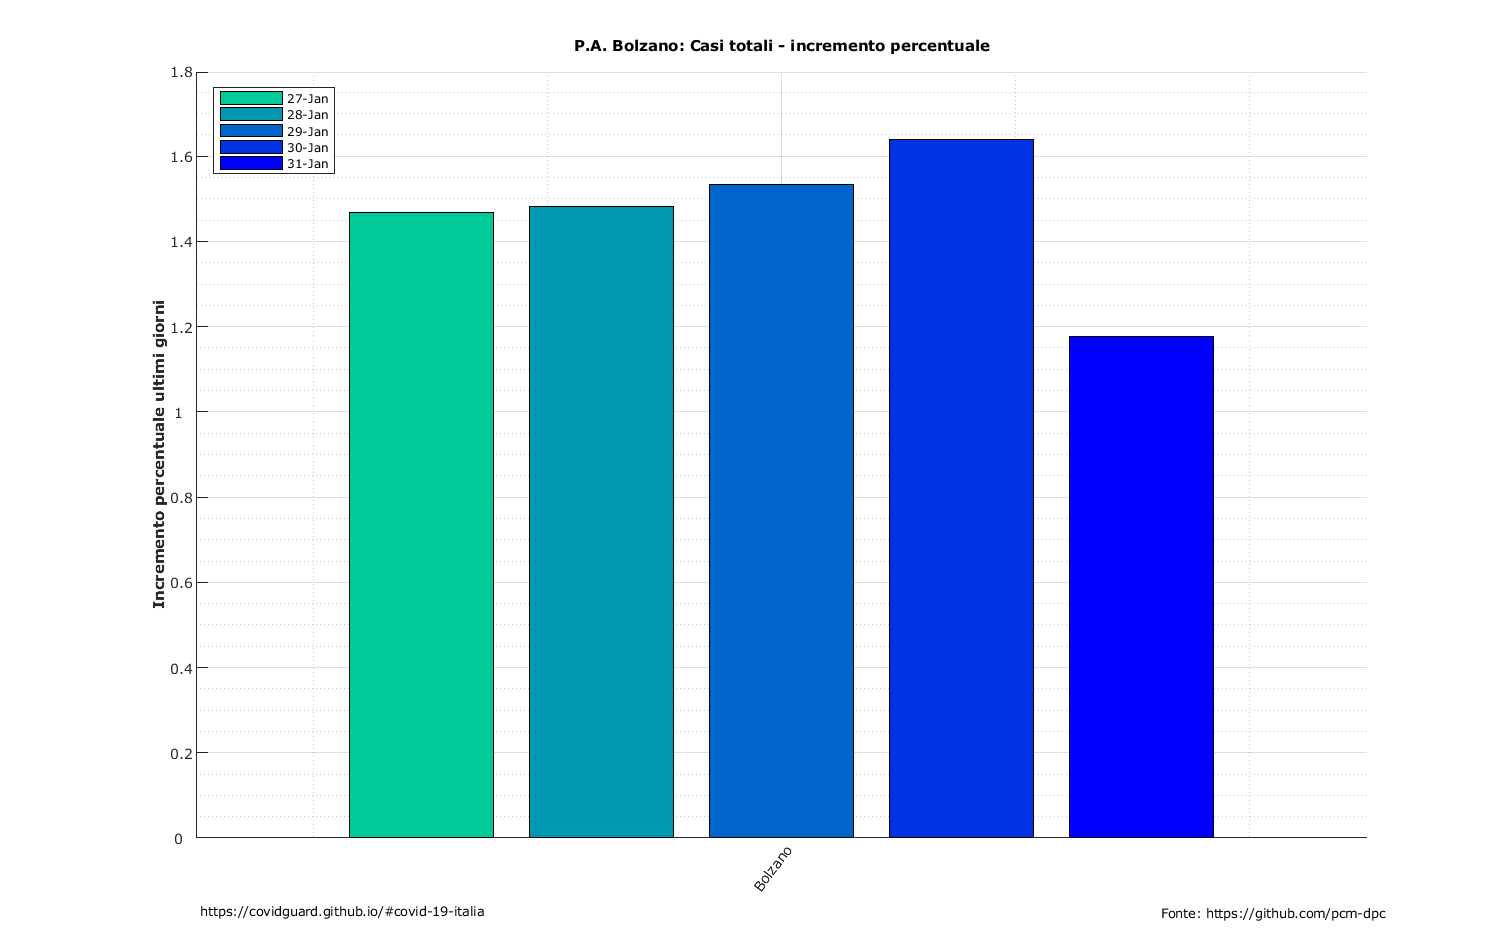 P.A. Bolzano: Casi totali - incremento percentuale
Incremento percentuale ultimi giorni
1.8
1.6
1.4
1.2
1
0.8
0.6
0.4
0.2
0
27-Jan
28-Jan
29-Jan
30-Jan
31-Jan
Bolzano
https://covidguard.github.io/#covid-19-italia
Fonte: https://github.com/pcm-dpc